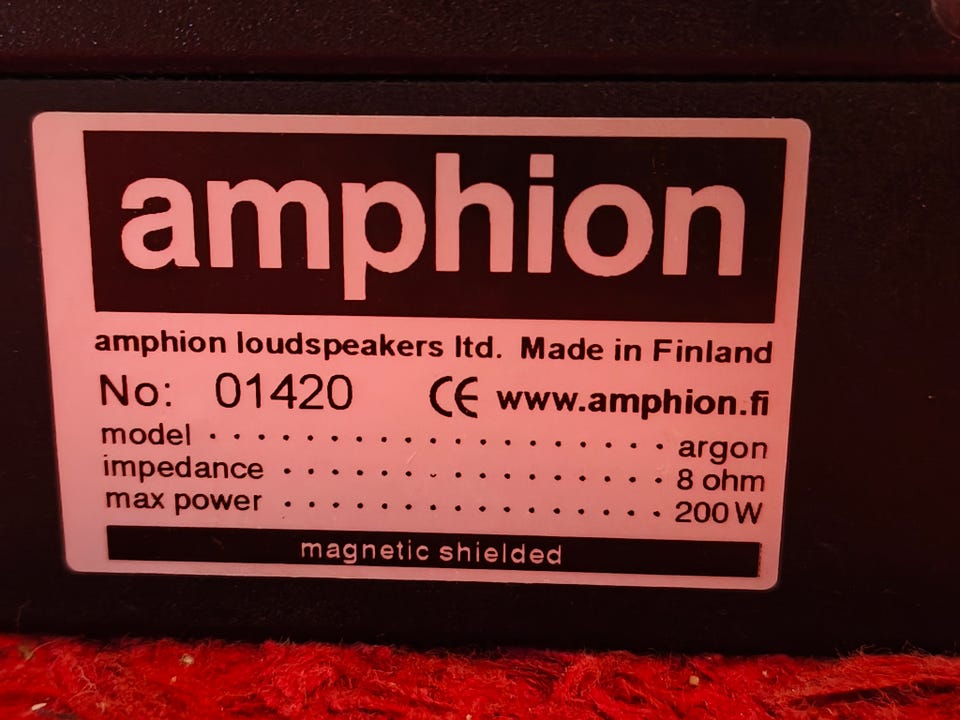 amphion
amphion loudspeakers ltd. Made in Finland
No: 01420 CE www.amphion.fi
model . . . . . . . . . . . . . . . . . . . . argon
impedance . . . . . . . . . . . . . . . . . 8 ohm
max power . . . . . . . . . . . . . . . . . 200 W
magnetic shielded